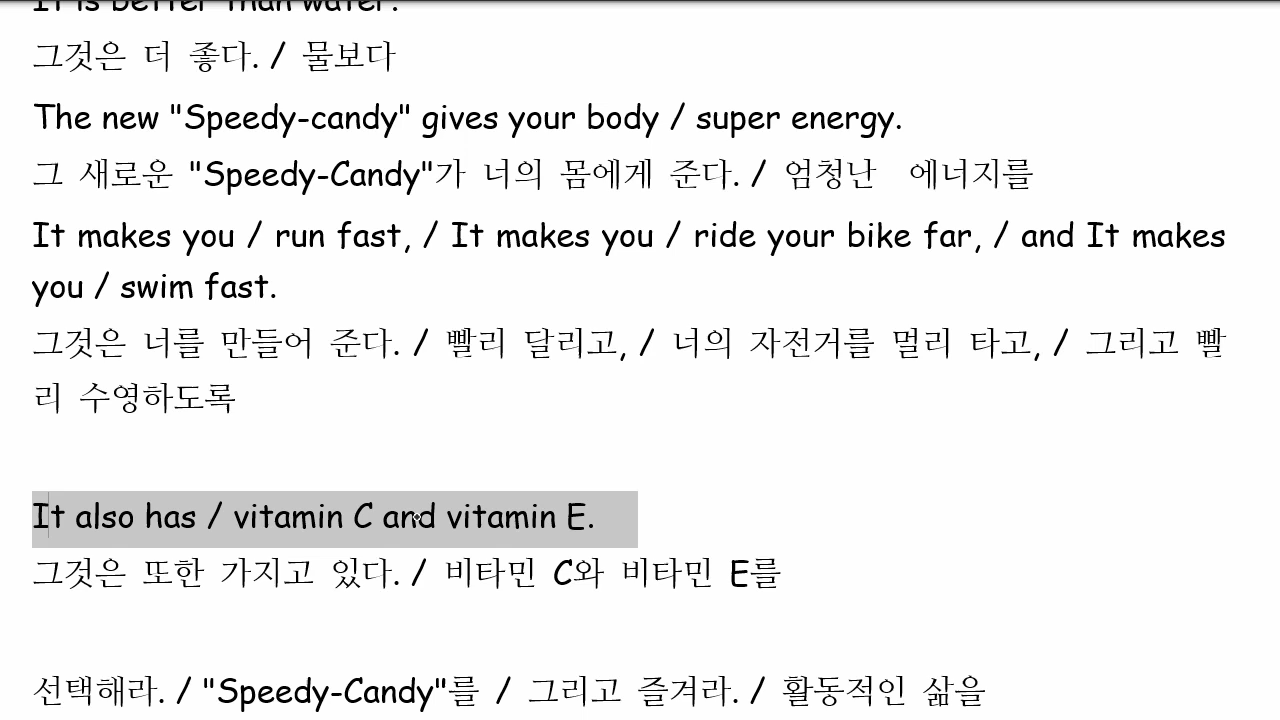 It is better than water.
그것은 더 좋다. / 물보다
The new "Speedy-candy" gives your body / super energy.
그 새로운 "Speedy-Candy"가 너의 몸에게 준다. / 엄청난 에너지를
It makes you / run fast, / It makes you / ride your bike far, / and It makes
you / swim fast.
그것은 너를 만들어 준다. / 빨리 달리고, / 너의 자전거를 멀리 타고, / 그리고 빨
리 수영하도록
It also has / vitamin C and vitamin E.
그것은 또한 가지고 있다. / 비타민 C와 비타민 E를
선택해라. / "Speedy-Candy"를 / 그리고 즐겨라. / 활동적인 삶을